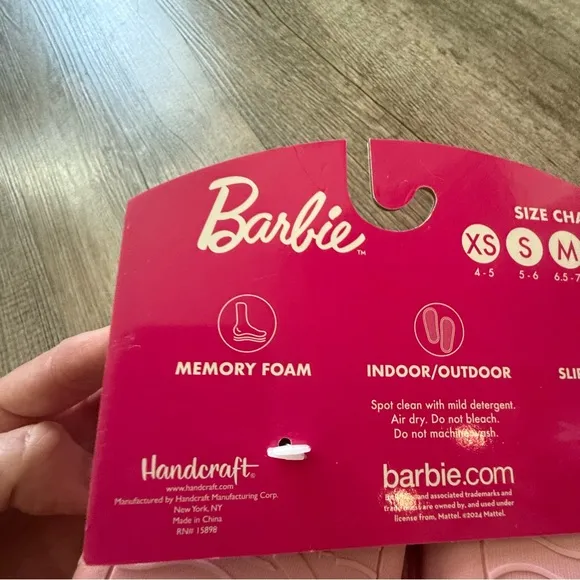 Barbie™
SIZE CHA
XS S M
4-5 5-6 6.5-7
MEMORY FOAM
INDOOR/OUTDOOR
SLI
Spot clean with mild detergent.
Air dry. Do not bleach.
Do not machine wash.
Handcraft®
www.handcraft.com
Manufactured by Handcraft Manufacturing Corp.
New York, NY
Made in China
RN# 15898
barbie.com
and associated trademarks and
trade dress are owned by, and used under
license from, Mattel. ©2024 Mattel.